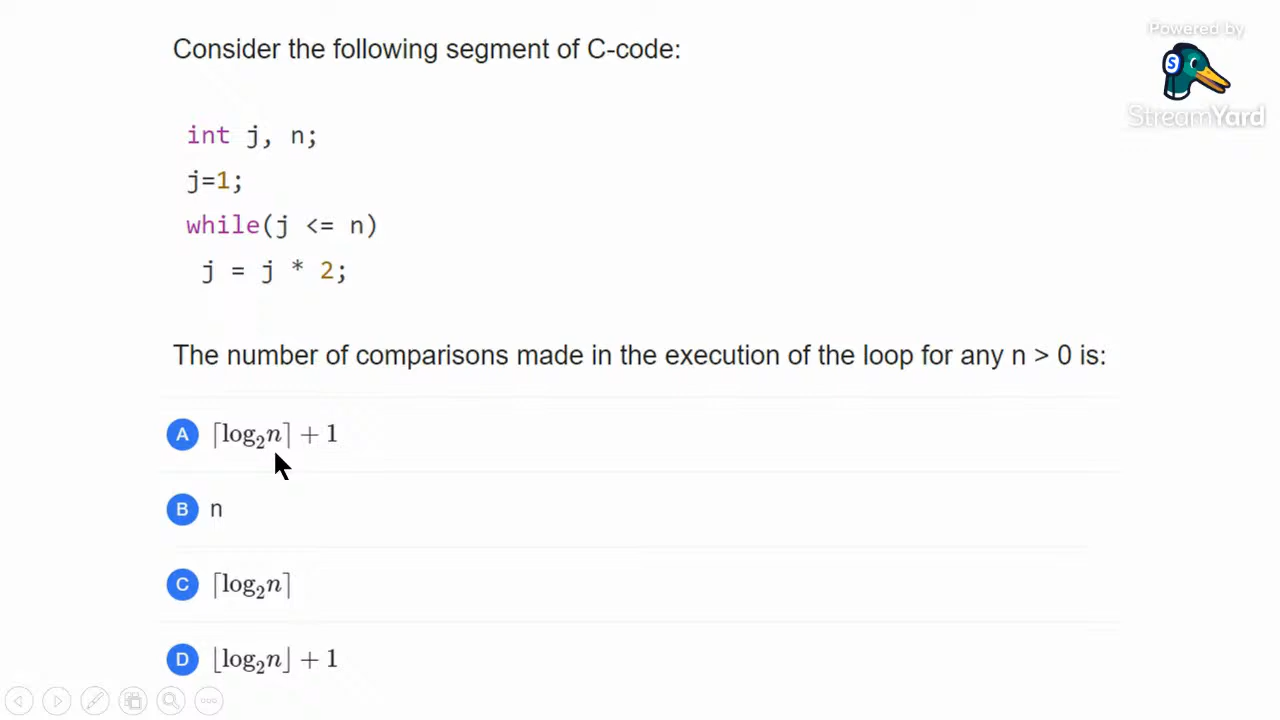 Powered by
S
StreamYard
Consider the following segment of C-code:
int j, n;
j=1;
while(j <= n)
j = j * 2;
The number of comparisons made in the execution of the loop for any n > 0 is:
A ⌈log₂n⌉ + 1
B n
C ⌈log₂n⌉
D ⌊log₂n⌋ + 1